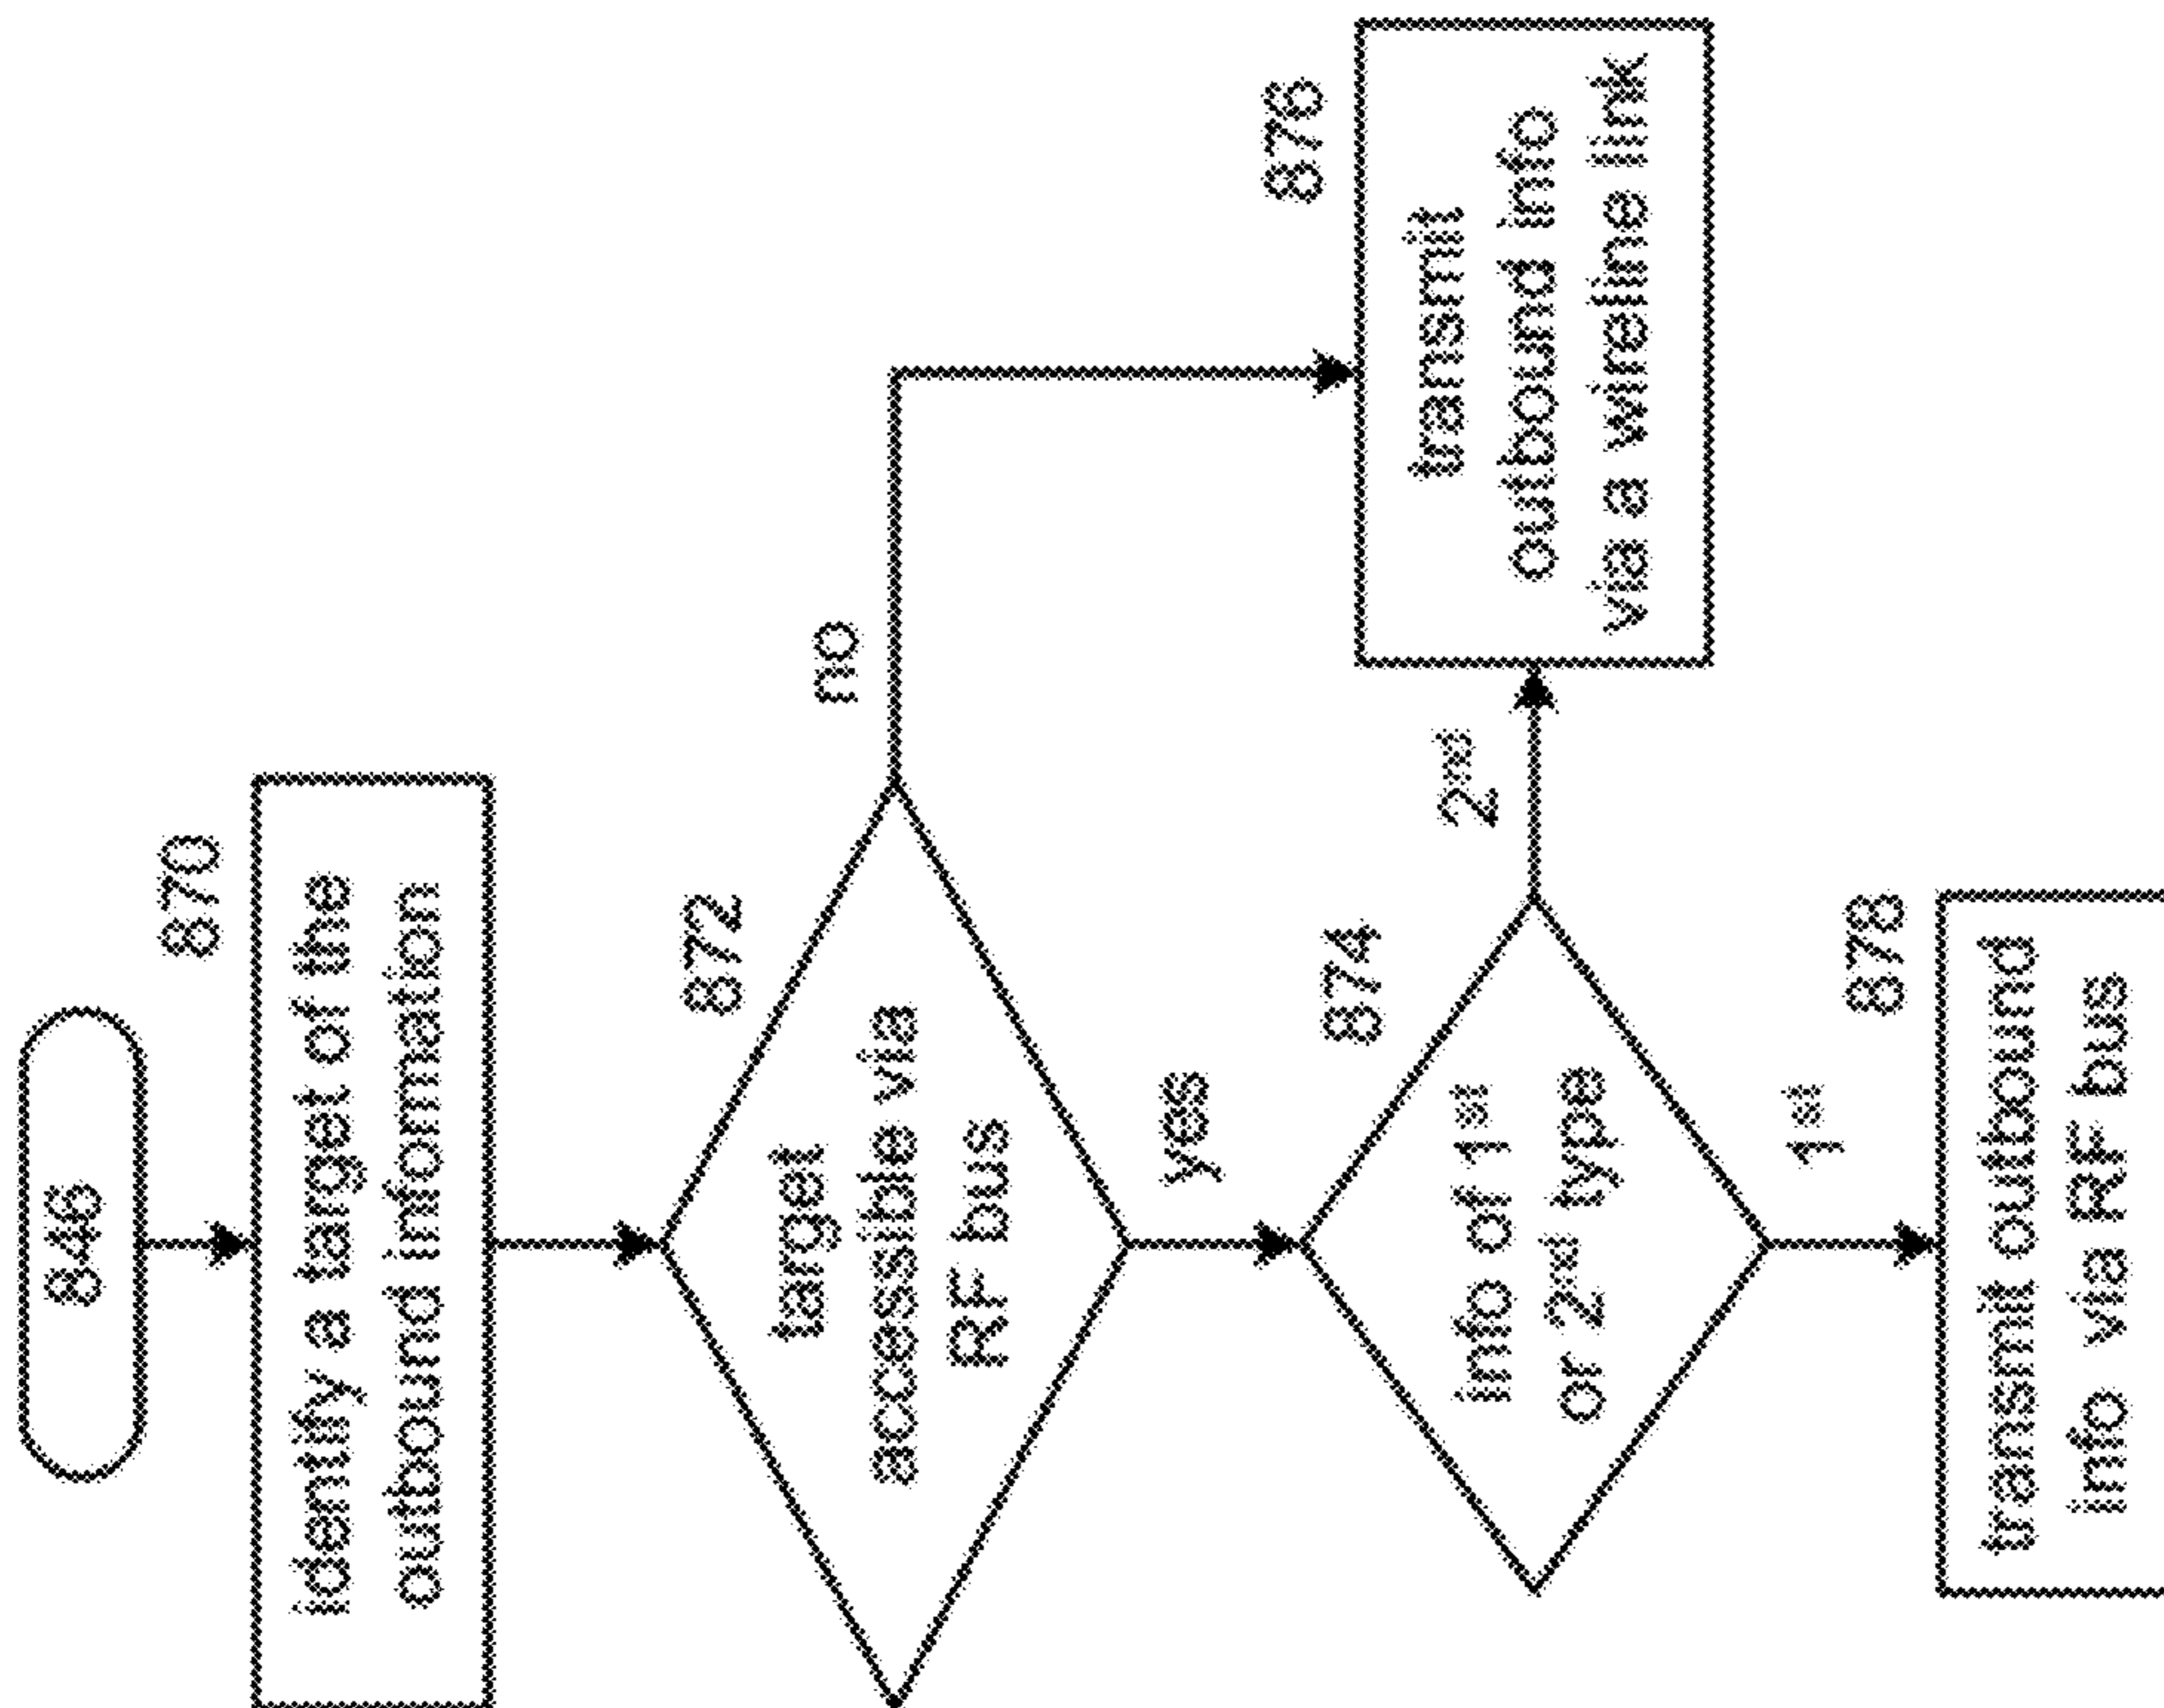 846
870
identify a target of the
outbound information
872
target
accessible via
RF bus
no
yes
874
info of 1st
or 2nd type
2nd
876
transmit
outbound info
via a wireline link
1st
878
transmit outbound
info via RF bus